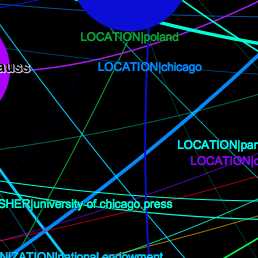 LOCATION|poland
auss
LOCATION|chicago
LOCATION|par
LOCATION|
SHER|university of chicago press
NIZATION|national endowment